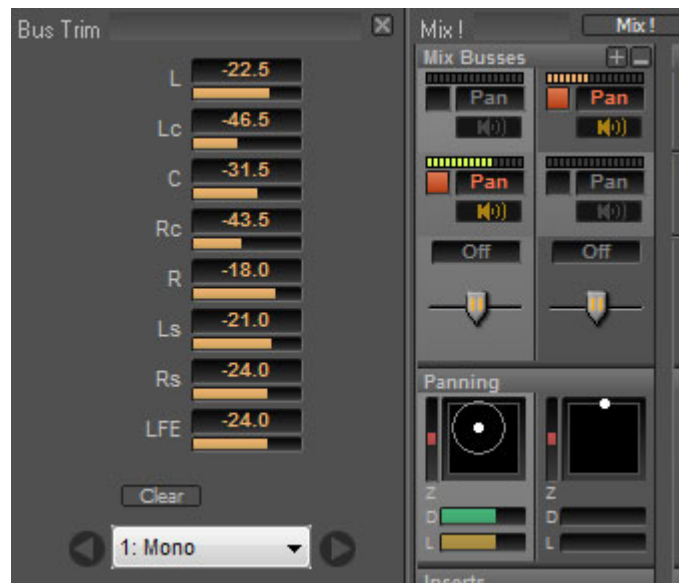 Bus Trim
L -22.5
Lc -46.5
C -31.5
Rc -43.5
R -18.0
Ls -21.0
Rs -24.0
LFE -24.0
Clear
1: Mono
Mix! Mix!
Mix Busses
Pan Pan
Pan Pan
Off Off
Panning
Z Z
D D
L L
Inserts